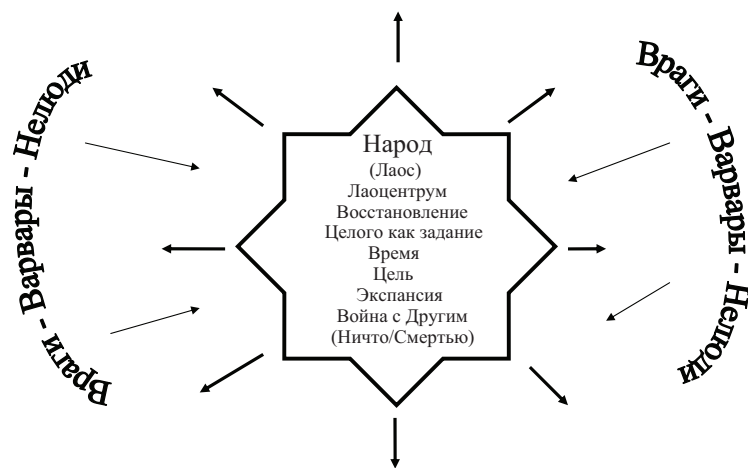 Враги - Варвары - Нелюди
Народ
(Лаос)
Лаоцентрум
Восстановление
Целого как задание
Время
Цель
Экспансия
Война с Другим
(Ничто/Смертью)
Враги - Варвары - Нелюди